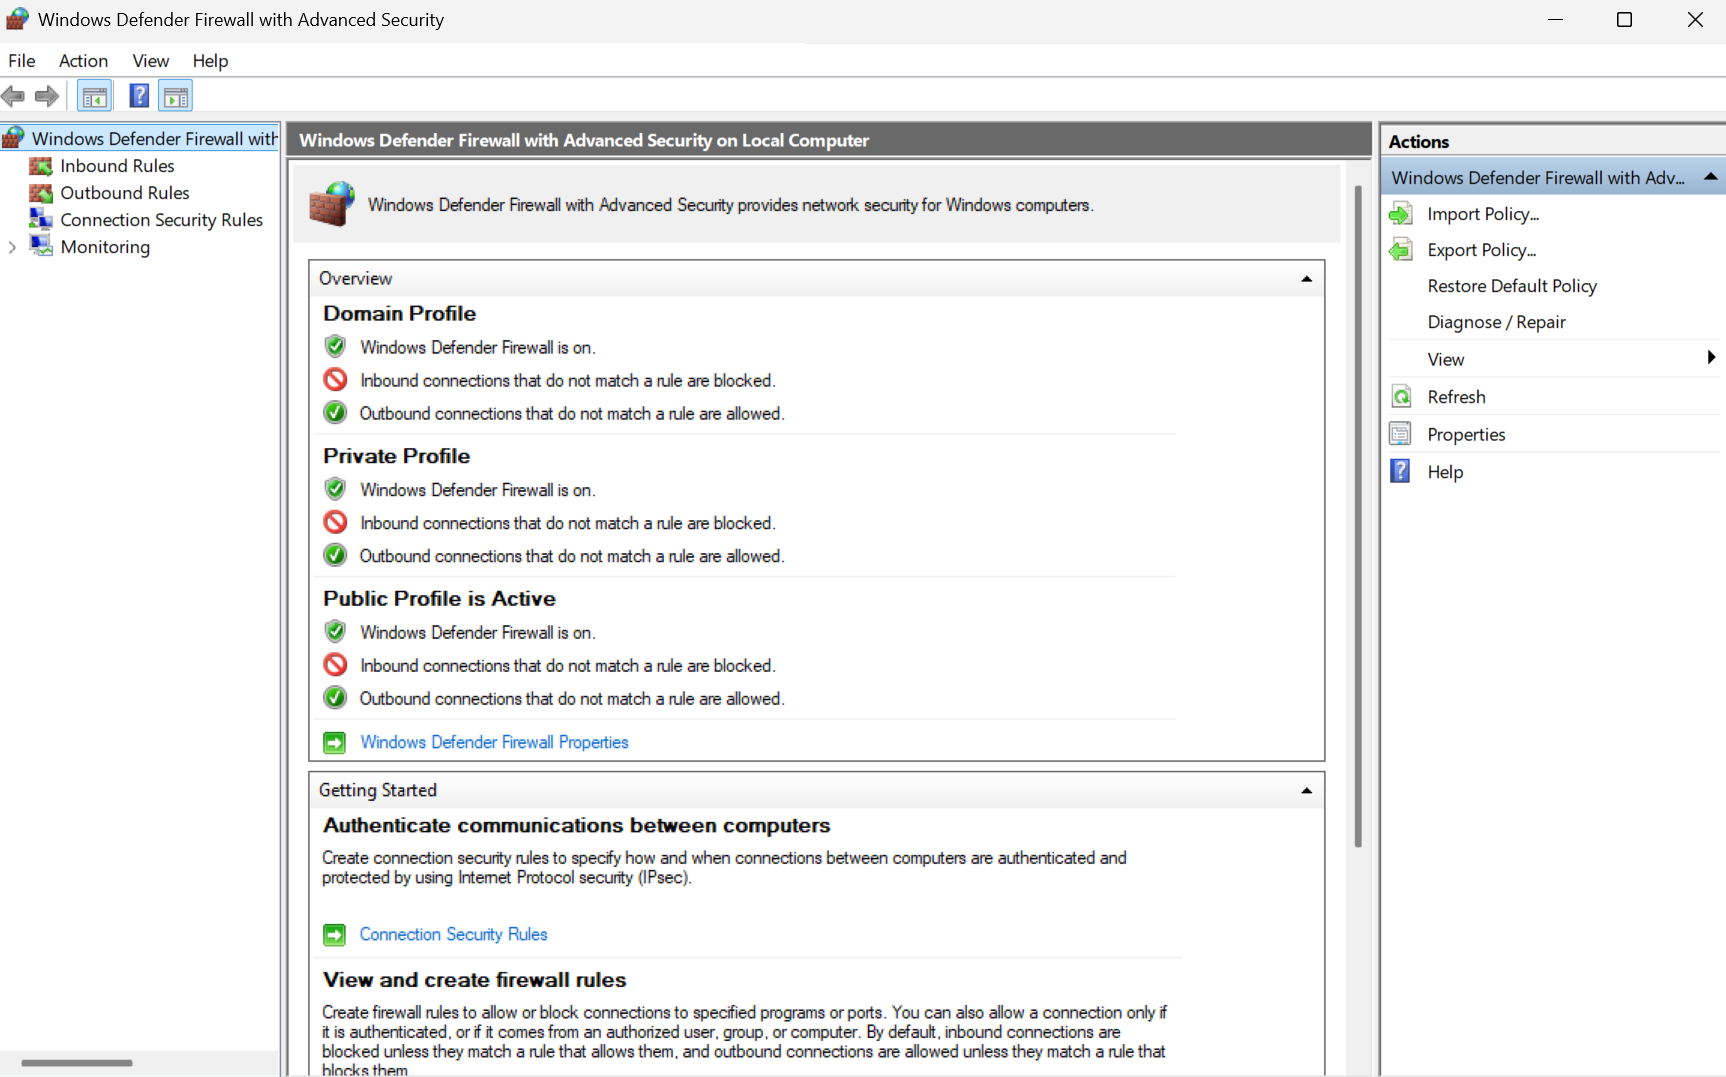 Windows Defender Firewall with Advanced Security
File Action View Help
Windows Defender Firewall with
Inbound Rules
Outbound Rules
Connection Security Rules
Monitoring
Windows Defender Firewall with Advanced Security on Local Computer
Windows Defender Firewall with Advanced Security provides network security for Windows computers.
Overview
Domain Profile
Windows Defender Firewall is on.
Inbound connections that do not match a rule are blocked.
Outbound connections that do not match a rule are allowed.
Private Profile
Windows Defender Firewall is on.
Inbound connections that do not match a rule are blocked.
Outbound connections that do not match a rule are allowed.
Public Profile is Active
Windows Defender Firewall is on.
Inbound connections that do not match a rule are blocked.
Outbound connections that do not match a rule are allowed.
Windows Defender Firewall Properties
Getting Started
Authenticate communications between computers
Create connection security rules to specify how and when connections between computers are authenticated and
protected by using Internet Protocol security (IPsec).
Connection Security Rules
View and create firewall rules
Create firewall rules to allow or block connections to specified programs or ports. You can also allow a connection only if
it is authenticated, or if it comes from an authorized user, group, or computer. By default, inbound connections are
blocked unless they match a rule that allows them, and outbound connections are allowed unless they match a rule that
blocks them
Actions
Windows Defender Firewall with Adv...
Import Policy...
Export Policy...
Restore Default Policy
Diagnose / Repair
View
Refresh
Properties
Help